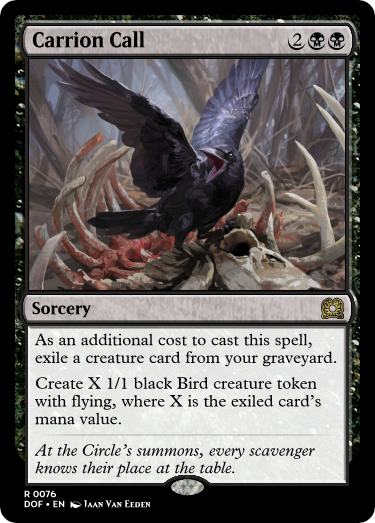 Carrion Call 2
Sorcery
As an additional cost to cast this spell,
exile a creature card from your graveyard.
Create X 1/1 black Bird creature token
with flying, where X is the exiled card's
mana value.
At the Circle's summons, every scavenger
knows their place at the table.
R 0076
DOF • EN Jaan Van Eeden